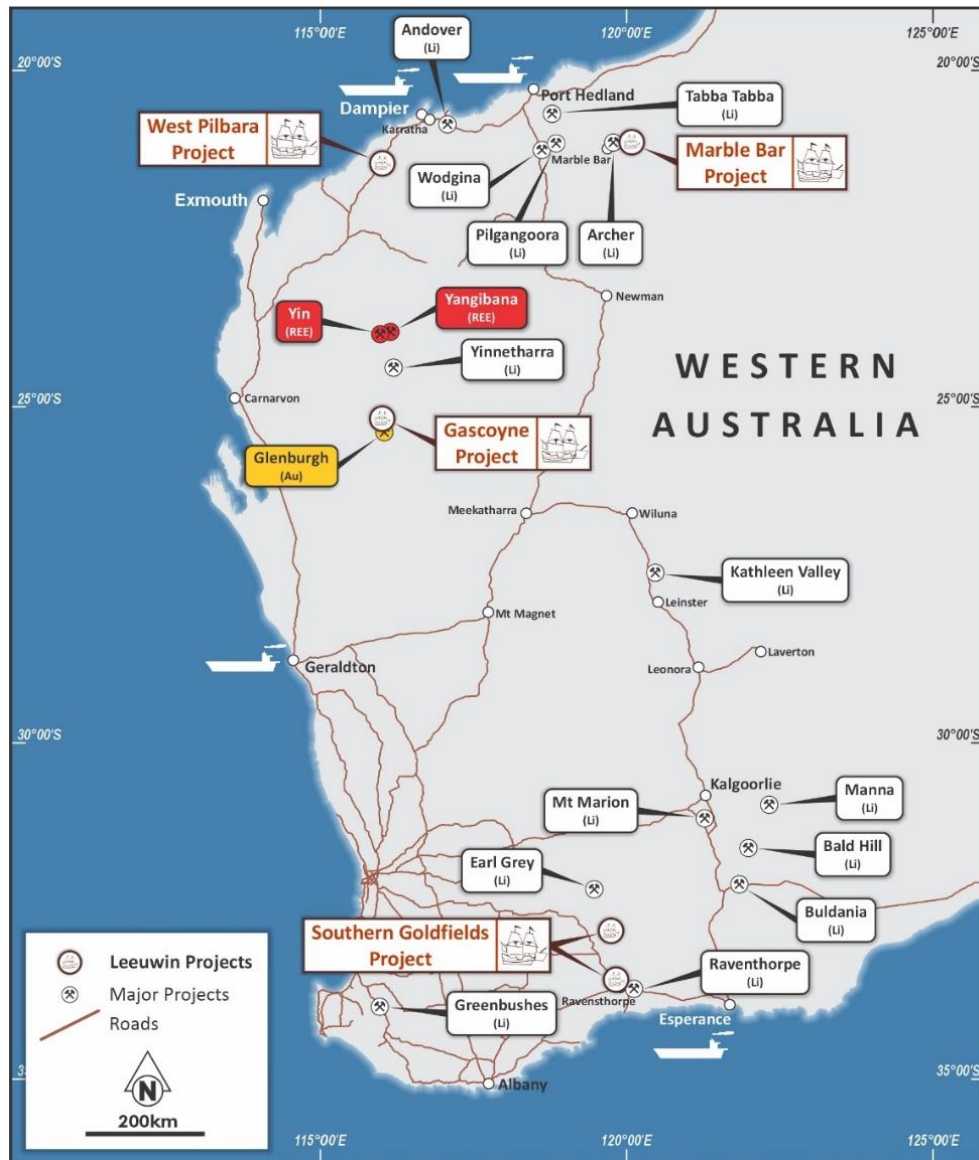 115°00'E
120°00'E
125°00'E
20°00'S
20°00'S
Andover
(Li)
Dampier
Karratha
Port Hedland
Tabba Tabba
(Li)
West Pilbara
Project
Marble Bar
Marble Bar
Project
Wodgina
(Li)
Exmouth
Pilgangoora
(Li)
Archer
(Li)
Newman
Yin
(REE)
Yangibana
(REE)
Yinnetharra
(Li)
WESTERN
AUSTRALIA
Carnarvon
25°00'S
25°00'S
Gascoyne
Project
Glenburgh
(Au)
Meekatharra
Wiluna
Kathleen Valley
(Li)
Leinster
Mt Magnet
Laverton
Geraldton
Leonora
30°00'S
30°00'S
Kalgoorlie
Manna
(Li)
Mt Marion
(Li)
Bald Hill
(Li)
Earl Grey
(Li)
Buldania
(Li)
Southern Goldfields
Project
Raventhorpe
(Li)
Ravensthorpe
Greenbushes
(Li)
Esperance
Albany
35°00'S
35°00'S
Leeuwin Projects
Major Projects
Roads
N
200km
115°00'E
120°00'E
125°00'E